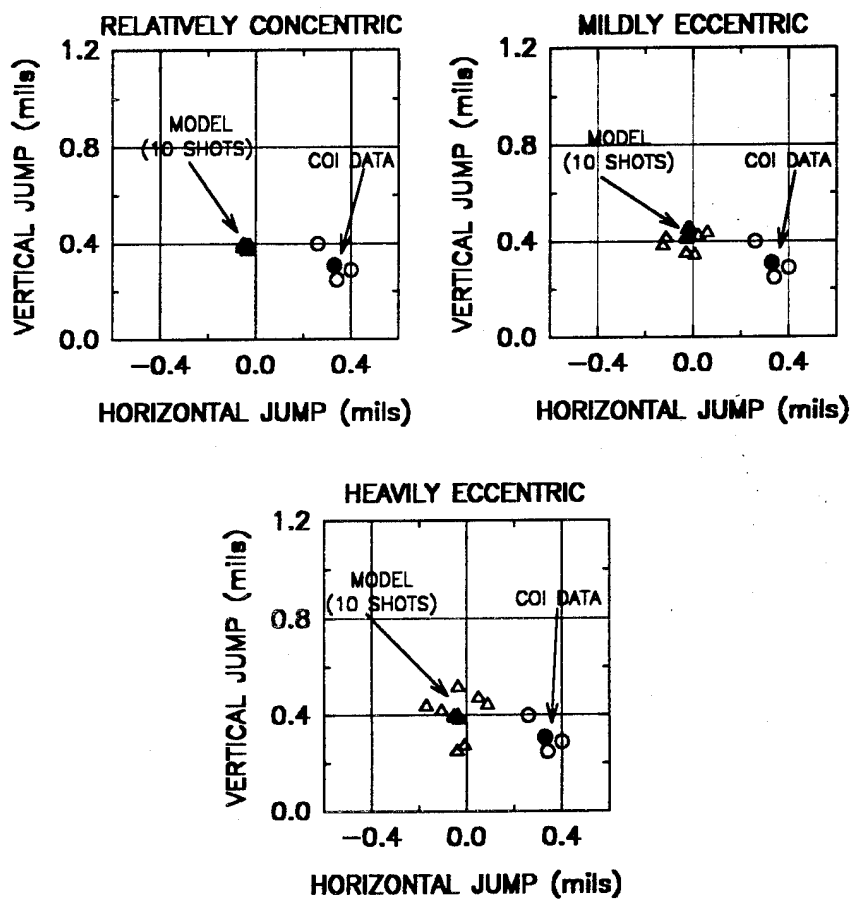 RELATIVELY CONCENTRIC
1.2
0.8
0.4
0.0
VERTICAL JUMP (mils)
MODEL
(10 SHOTS)
COI DATA
−0.4 0.0 0.4
HORIZONTAL JUMP (mils)
MILDLY ECCENTRIC
1.2
0.8
0.4
0.0
VERTICAL JUMP (mils)
MODEL
(10 SHOTS)
COI DATA
−0.4 0.0 0.4
HORIZONTAL JUMP (mils)
HEAVILY ECCENTRIC
1.2
0.8
0.4
0.0
VERTICAL JUMP (mils)
MODEL
(10 SHOTS)
COI DATA
−0.4 0.0 0.4
HORIZONTAL JUMP (mils)